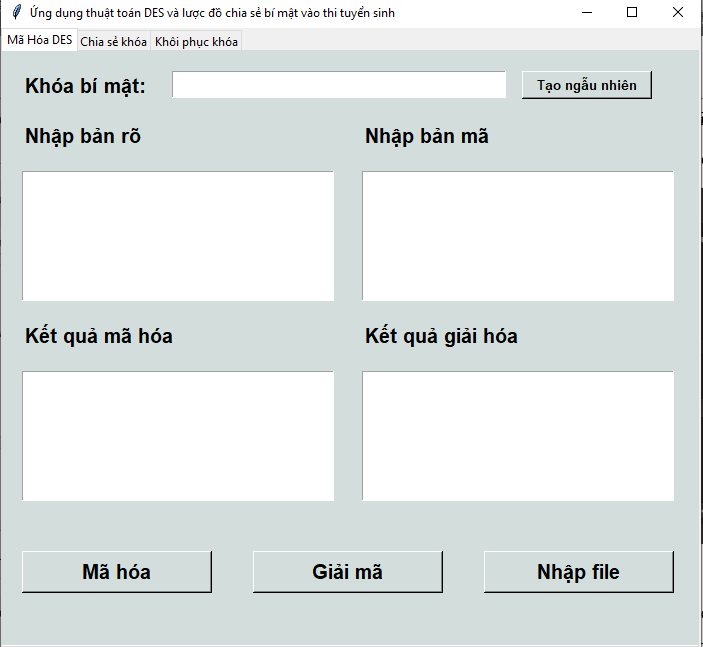 Ứng dụng thuật toán DES và lược đồ chia sẻ bí mật vào thi tuyển sinh
Mã Hóa DES Chia sẻ khóa Khôi phục khóa
Khóa bí mật: Tạo ngẫu nhiên
Nhập bản rõ Nhập bản mã
Kết quả mã hóa Kết quả giải hóa
Mã hóa Giải mã Nhập file